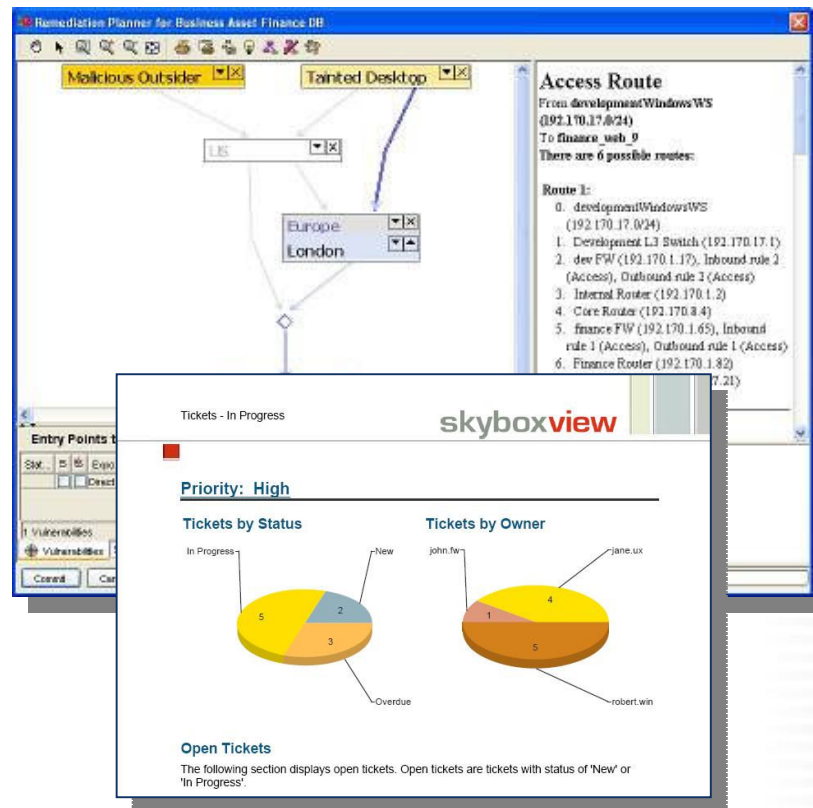 Remediation Planner for Business Asset Finance DB
Malicious Outsider
Tainted Desktop
US
Europe
London
Access Route
From developmentWindowsWS
(192.170.17.0/24)
To finance_web_9
There are 6 possible routes:
Route 1:
0. developmentWindowsWS
(192.170.17.0/24)
1. Development L3 Switch (192.170.17.1)
2. dev FW (192.170.1.17), Inbound rule 2
(Access), Outbound rule 2 (Access)
3. Internal Router (192.170.1.2)
4. Core Router (192.170.8.4)
5. finance FW (192.170.1.65), Inbound
rule 1 (Access), Outbound rule 1 (Access)
6. Finance Router (192.170.1.82)
7.21)
Entry Points t
Stat..
Direct
1 Vulnerabilities
Vulnerabilities
Commit
Can
Tickets - In Progress
skyboxview
Priority: High
Tickets by Status
Tickets by Owner
In Progress
New
5
2
3
Overdue
john.fw
jane.ux
4
1
5
robert.win
Open Tickets
The following section displays open tickets. Open tickets are tickets with status of 'New' or
'In Progress'.